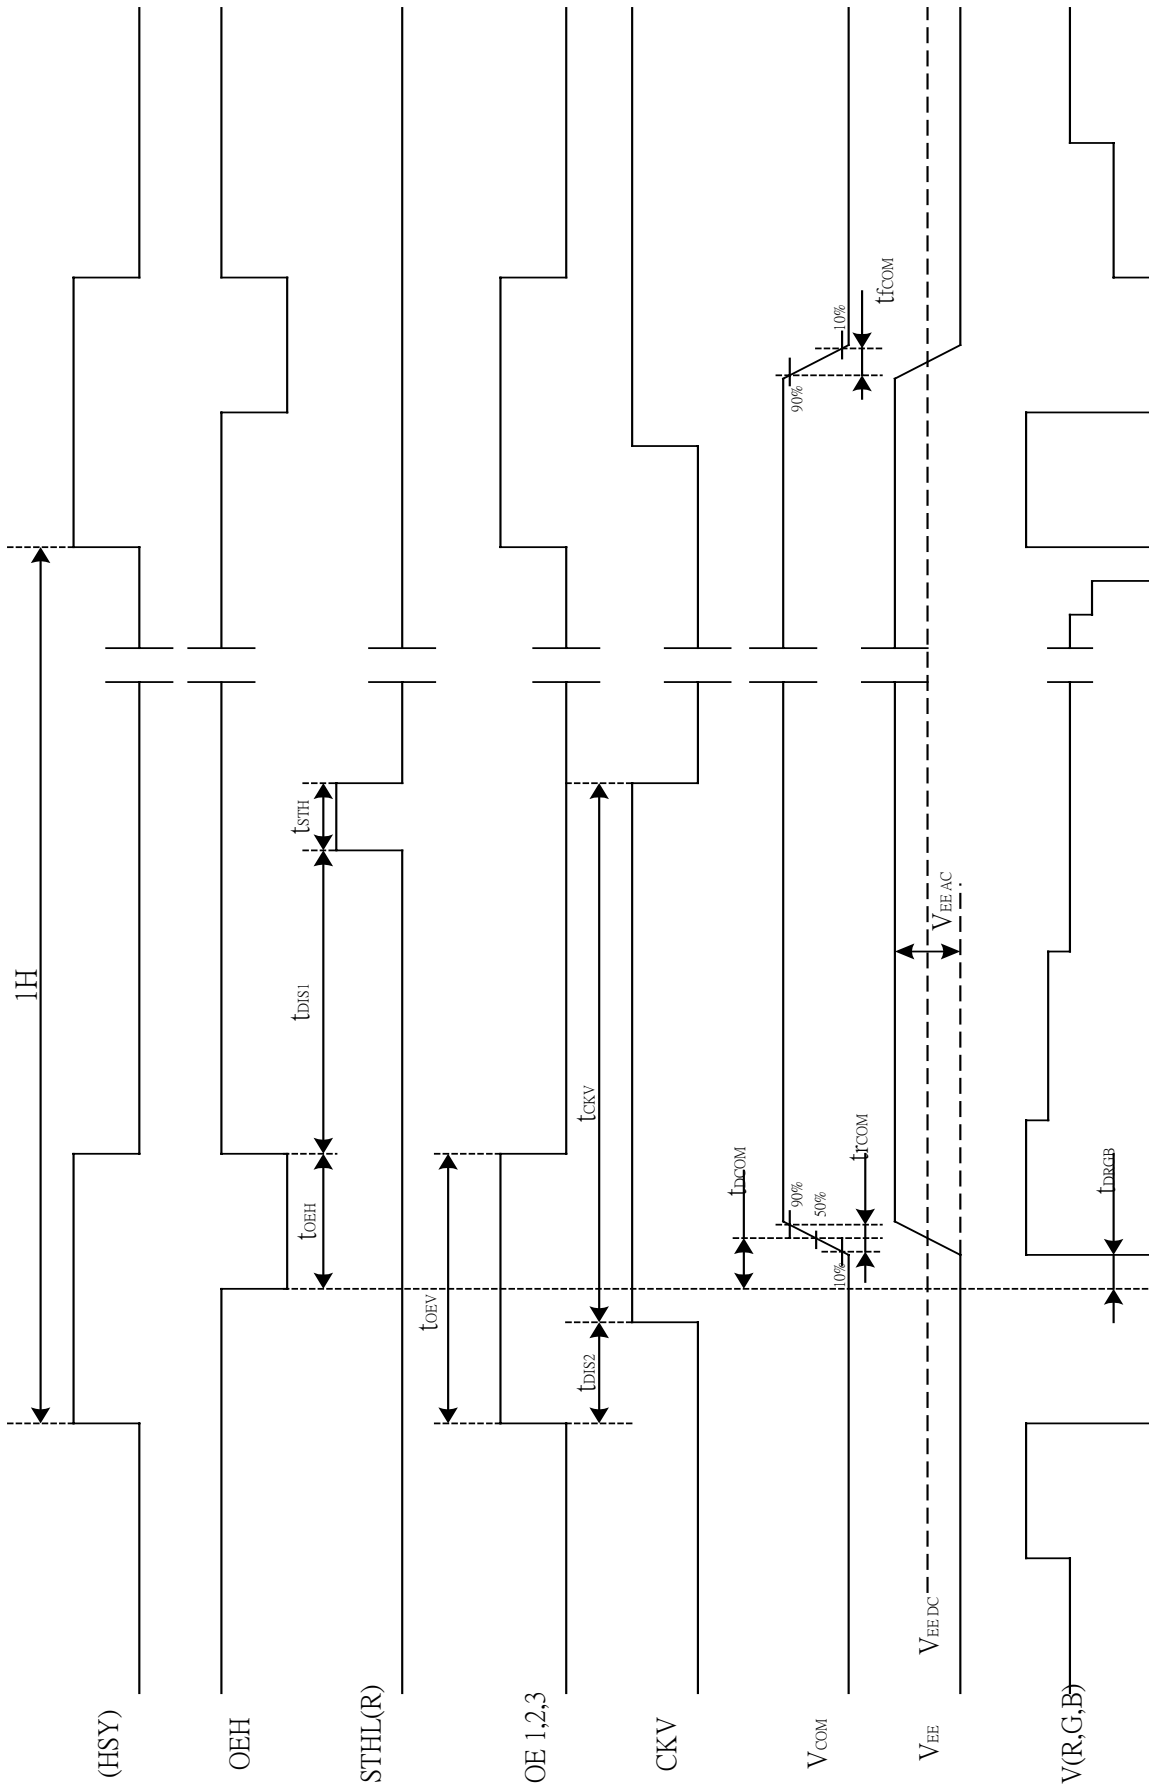 (HSY)
1H
OEH
tOEH
tDIS1
tSTH
STHL(R)
tOEV
OE 1,2,3
tDIS2
tCKV
CKV
tDCOM
90%
50%
10%
trCOM
90%
10%
tfCOM
VCOM
VEE DC
VEE AC
VEE
tDRGB
V(R,G,B)